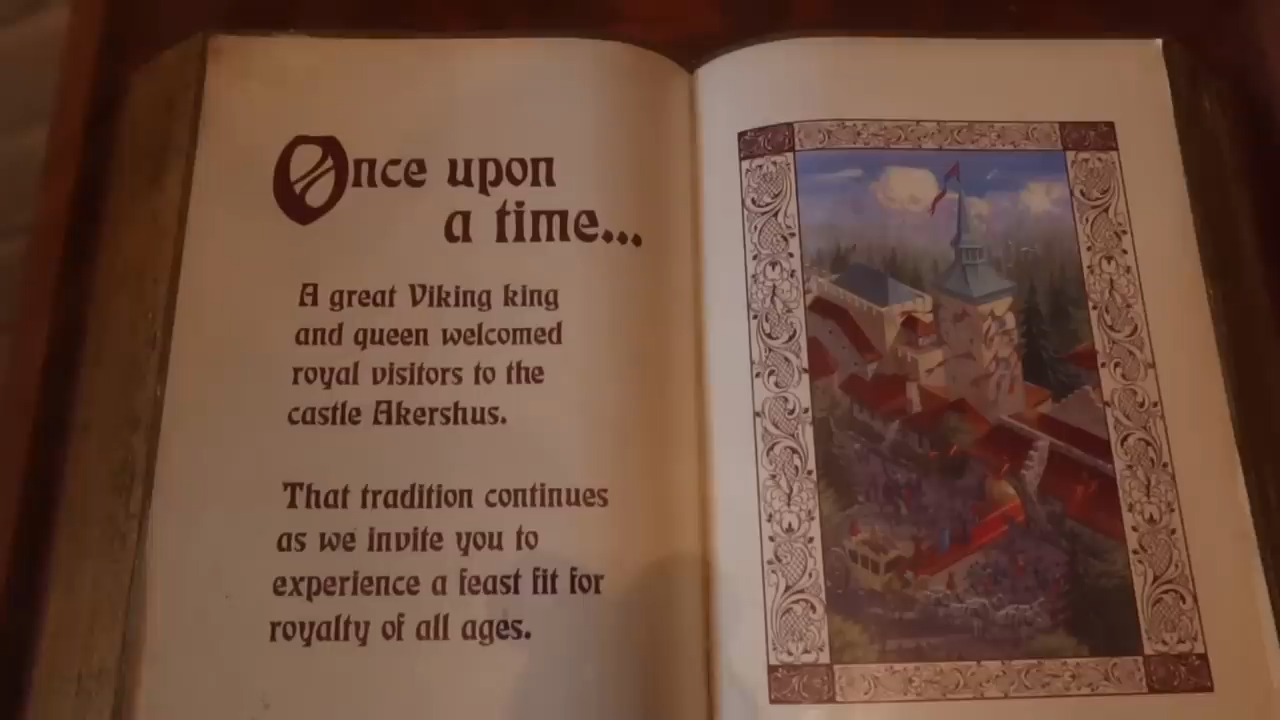 Once upon
a time...
A great Viking king
and queen welcomed
royal visitors to the
castle Akershus.
That tradition continues
as we invite you to
experience a feast fit for
royalty of all ages.